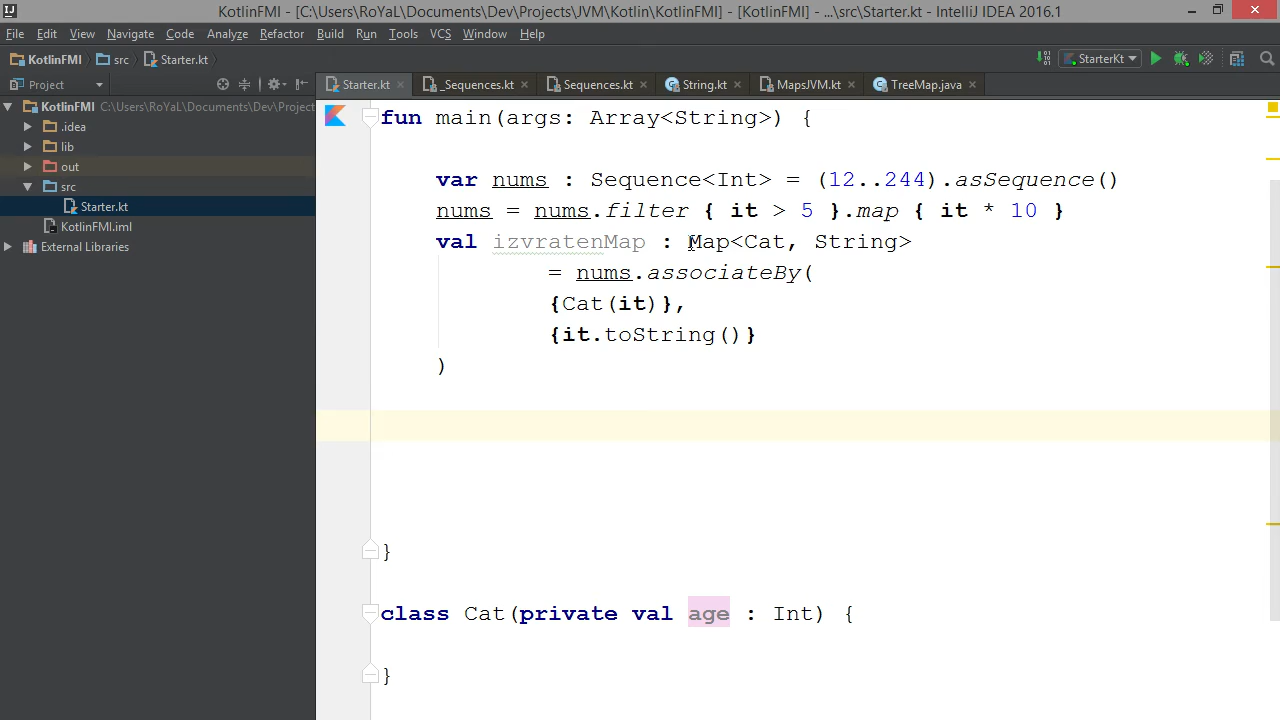 KotlinFMI - [C:\Users\RoYaL\Documents\Dev\Projects\JVM\Kotlin\KotlinFMI] - [KotlinFMI] - ...\src\Starter.kt - IntelliJ IDEA 2016.1
File Edit View Navigate Code Analyze Refactor Build Run Tools VCS Window Help
KotlinFMI src Starter.kt StarterKt
Project Starter.kt _Sequences.kt Sequences.kt String.kt MapsJVM.kt TreeMap.java
KotlinFMI C:\Users\RoYaL\Documents\Dev\Project
.idea
lib
out
src
Starter.kt
KotlinFMI.iml
External Libraries
fun main(args: Array<String>) {
var nums : Sequence<Int> = (12..244).asSequence()
nums = nums.filter { it > 5 }.map { it * 10 }
val izvratenMap : Map<Cat, String>
= nums.associateBy(
{Cat(it)},
{it.toString()}
)
}
class Cat(private val age : Int) {
}